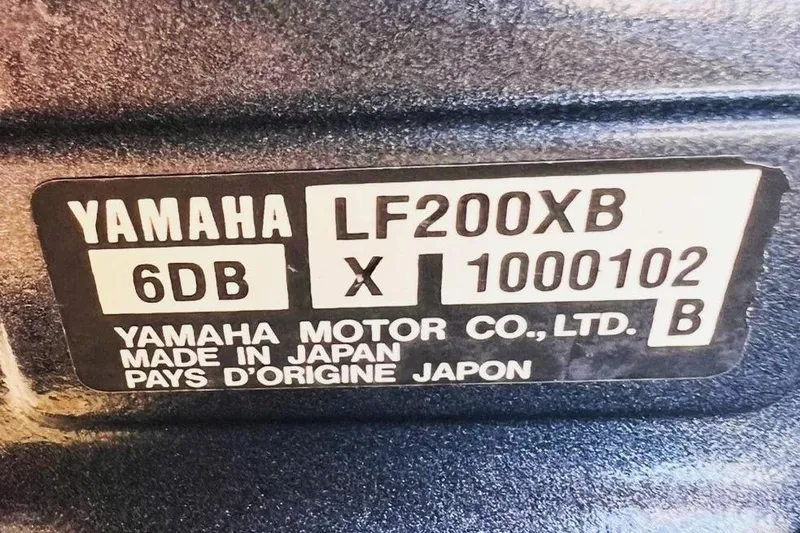 YAMAHA LF200XB
6DB X 1000102
YAMAHA MOTOR CO.,LTD. B
MADE IN JAPAN
PAYS D'ORIGINE JAPON